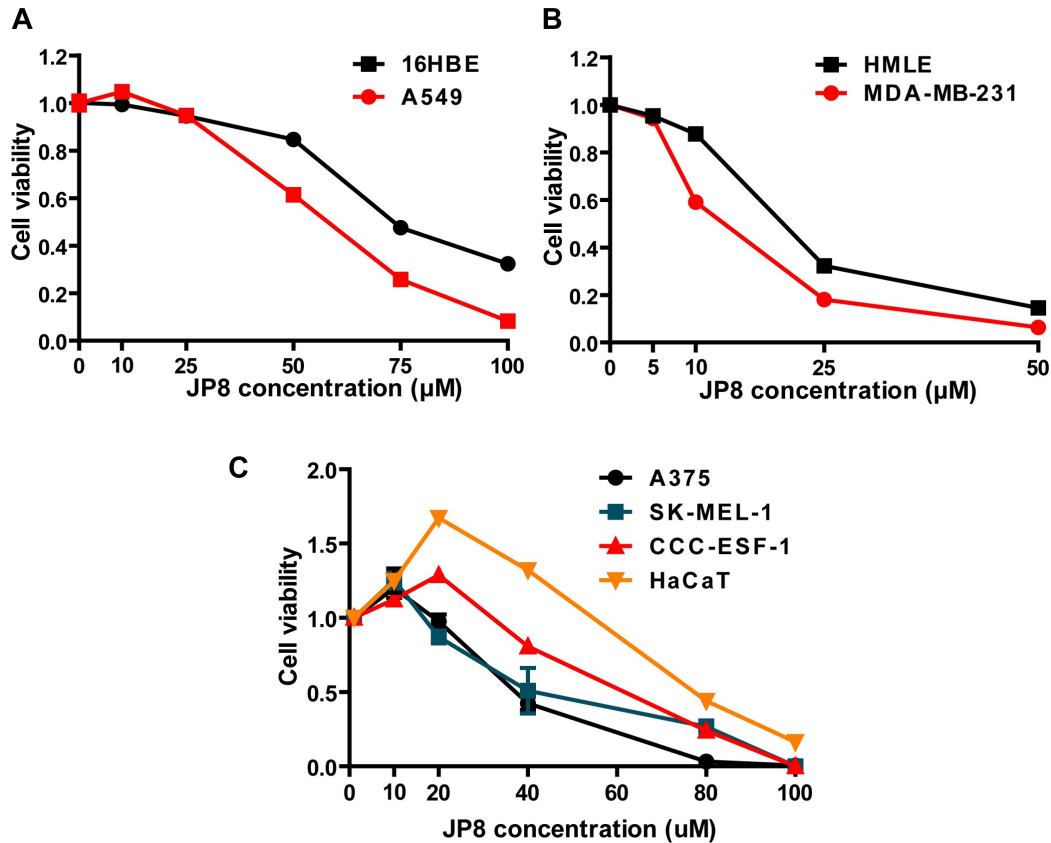 A
Cell viability
1.2
1.0
0.8
0.6
0.4
0.2
0.0
16HBE
A549
0 10 25 50 75 100
JP8 concentration (µM)
B
Cell viability
1.2
1.0
0.8
0.6
0.4
0.2
0.0
HMLE
MDA-MB-231
0 5 10 25 50
JP8 concentration (µM)
C
Cell viability
2.0
1.5
1.0
0.5
0.0
A375
SK-MEL-1
CCC-ESF-1
HaCaT
0 10 20 40 60 80 100
JP8 concentration (uM)